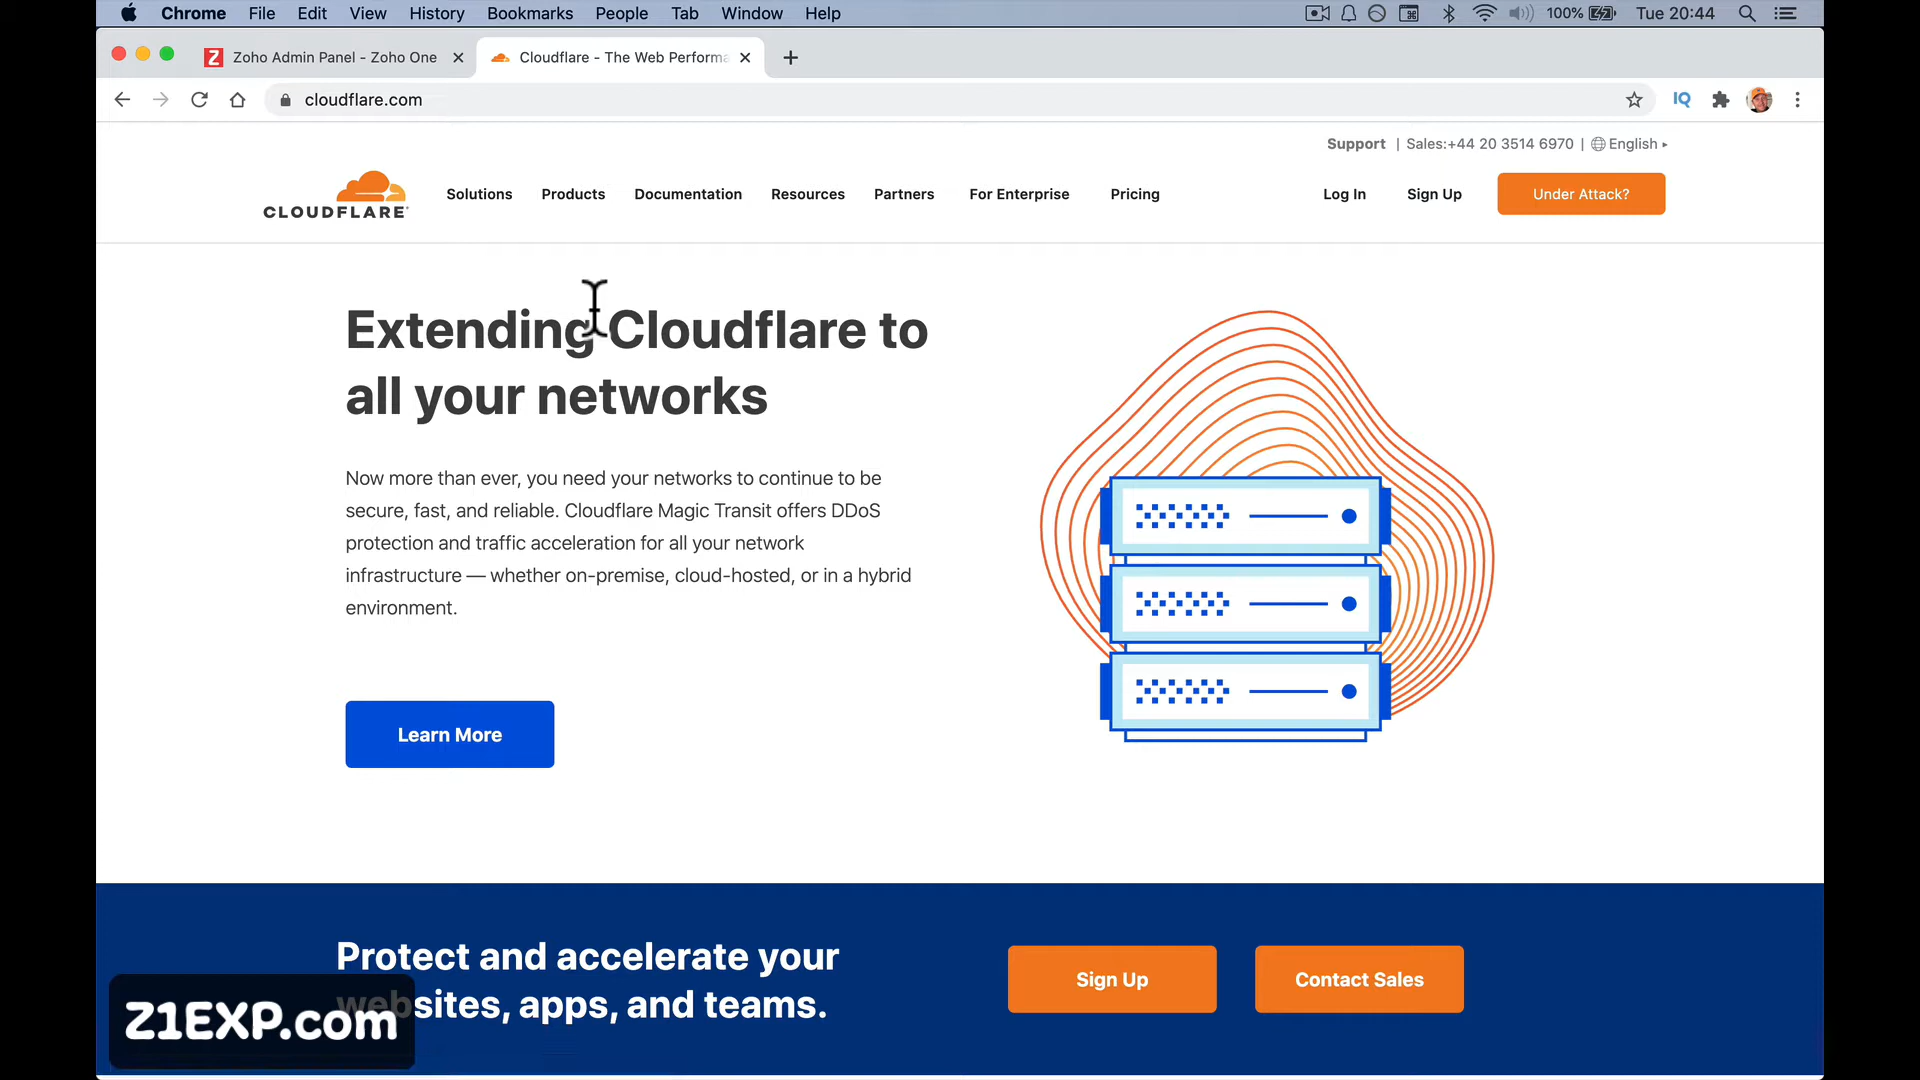 Chrome File Edit View History Bookmarks People Tab Window Help 100% Tue 20:44
Zoho Admin Panel - Zoho One Cloudflare - The Web Performa
cloudflare.com IQ
Support | Sales:+44 20 3514 6970 | English
CLOUDFLARE Solutions Products Documentation Resources Partners For Enterprise Pricing Log In Sign Up Under Attack?
Extending Cloudflare to
all your networks
Now more than ever, you need your networks to continue to be
secure, fast, and reliable. Cloudflare Magic Transit offers DDoS
protection and traffic acceleration for all your network
infrastructure — whether on-premise, cloud-hosted, or in a hybrid
environment.
Learn More
Protect and accelerate your
websites, apps, and teams.
Sign Up Contact Sales
Z1EXP.com